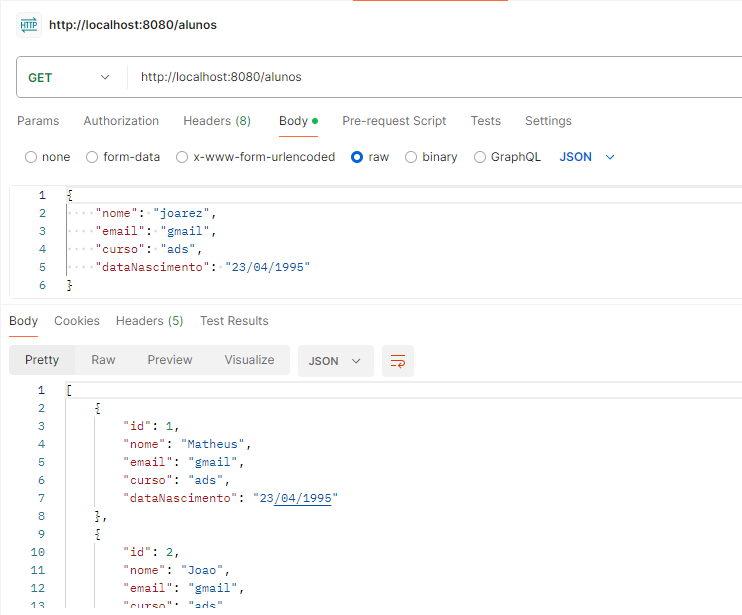 HTTP http://localhost:8080/alunos
GET http://localhost:8080/alunos
Params Authorization Headers (8) Body Pre-request Script Tests Settings
none form-data x-www-form-urlencoded raw binary GraphQL JSON
1 {
2 "nome": "joarez",
3 "email": "gmail",
4 "curso": "ads",
5 "dataNascimento": "23/04/1995"
6 }
Body Cookies Headers (5) Test Results
Pretty Raw Preview Visualize JSON
1 [
2 {
3 "id": 1,
4 "nome": "Matheus",
5 "email": "gmail",
6 "curso": "ads",
7 "dataNascimento": "23/04/1995"
8 },
9 {
10 "id": 2,
11 "nome": "Joao",
12 "email": "gmail",
13 "curso": "ads"